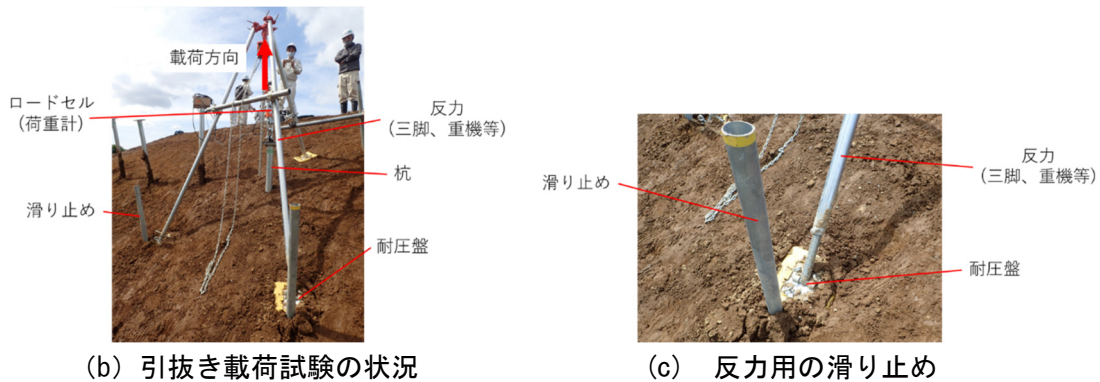 載荷方向
ロードセル
（荷重計）
反力
（三脚、重機等）
杭
滑り止め
耐圧盤
(b) 引抜き載荷試験の状況
滑り止め
反力
（三脚、重機等）
耐圧盤
(c) 反力用の滑り止め